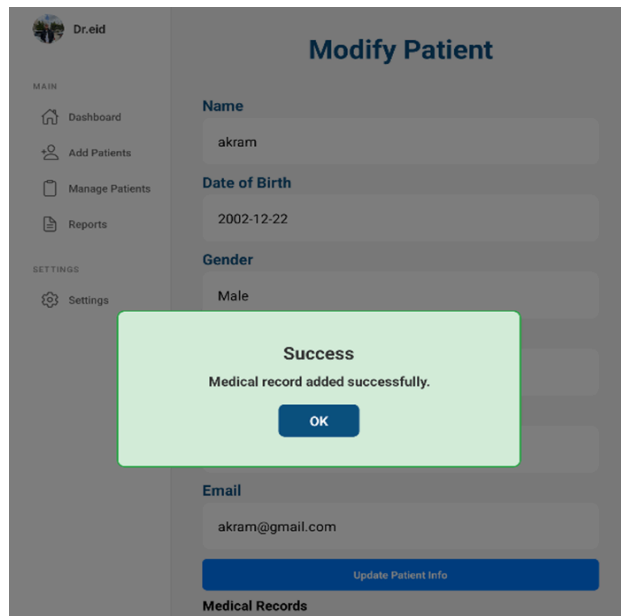 Dr.eid
MAIN
Dashboard
Add Patients
Manage Patients
Reports
SETTINGS
Settings
Modify Patient
Name
akram
Date of Birth
2002-12-22
Gender
Male
Success
Medical record added successfully.
OK
Email
akram@gmail.com
Update Patient Info
Medical Records